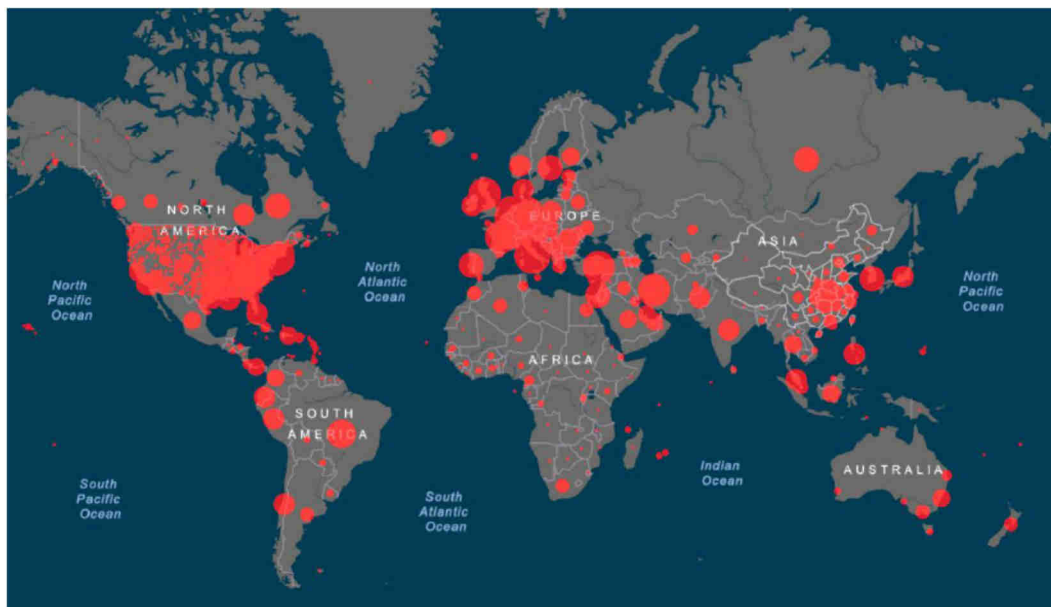 NORTH
AMERICA
EUROPE
ASIA
North
Pacific
Ocean
North
Atlantic
Ocean
North
Pacific
Ocean
AFRICA
SOUTH
AMERICA
AUSTRALIA
Indian
Ocean
South
Pacific
Ocean
South
Atlantic
Ocean